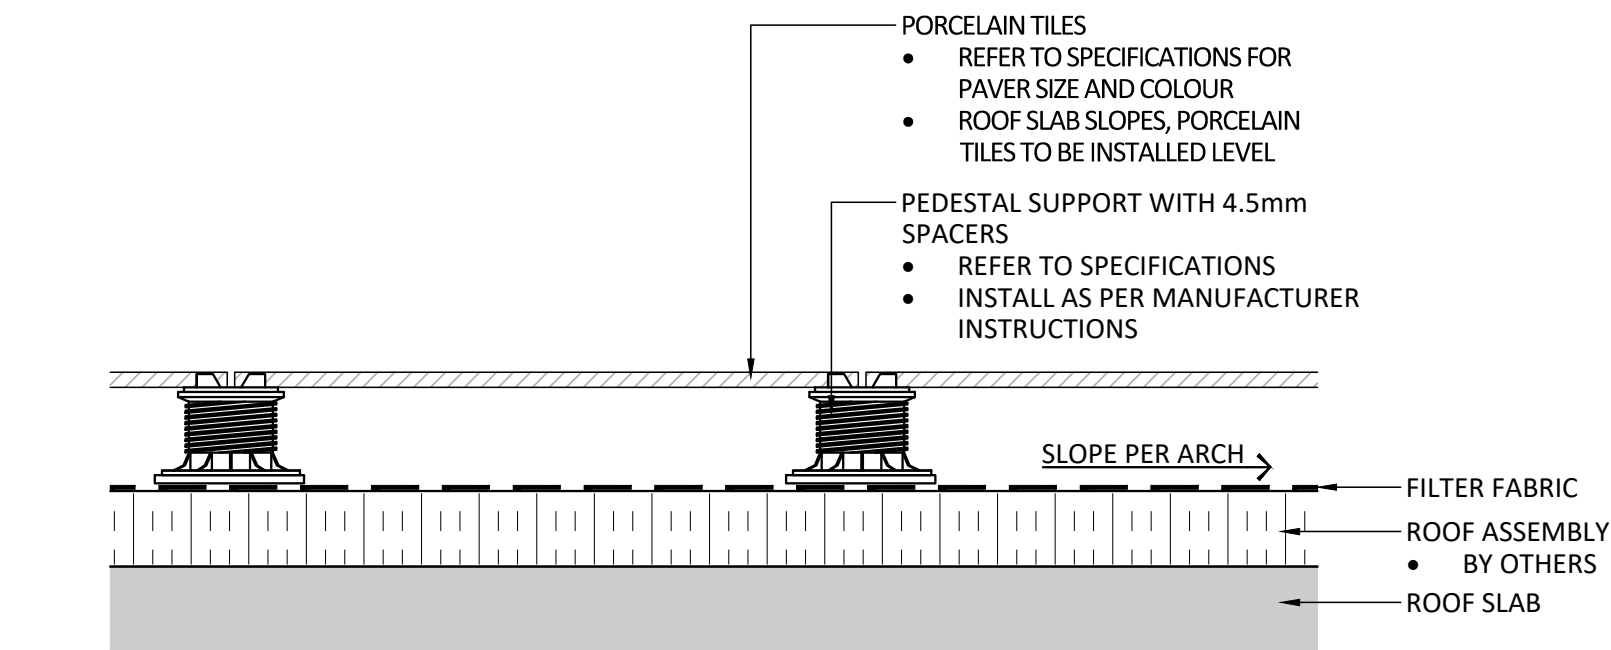 PORCELAIN TILES
• REFER TO SPECIFICATIONS FOR
PAVER SIZE AND COLOUR
• ROOF SLAB SLOPES, PORCELAIN
TILES TO BE INSTALLED LEVEL
PEDESTAL SUPPORT WITH 4.5mm
SPACERS
• REFER TO SPECIFICATIONS
• INSTALL AS PER MANUFACTURER
INSTRUCTIONS
SLOPE PER ARCH
FILTER FABRIC
ROOF ASSEMBLY
• BY OTHERS
ROOF SLAB